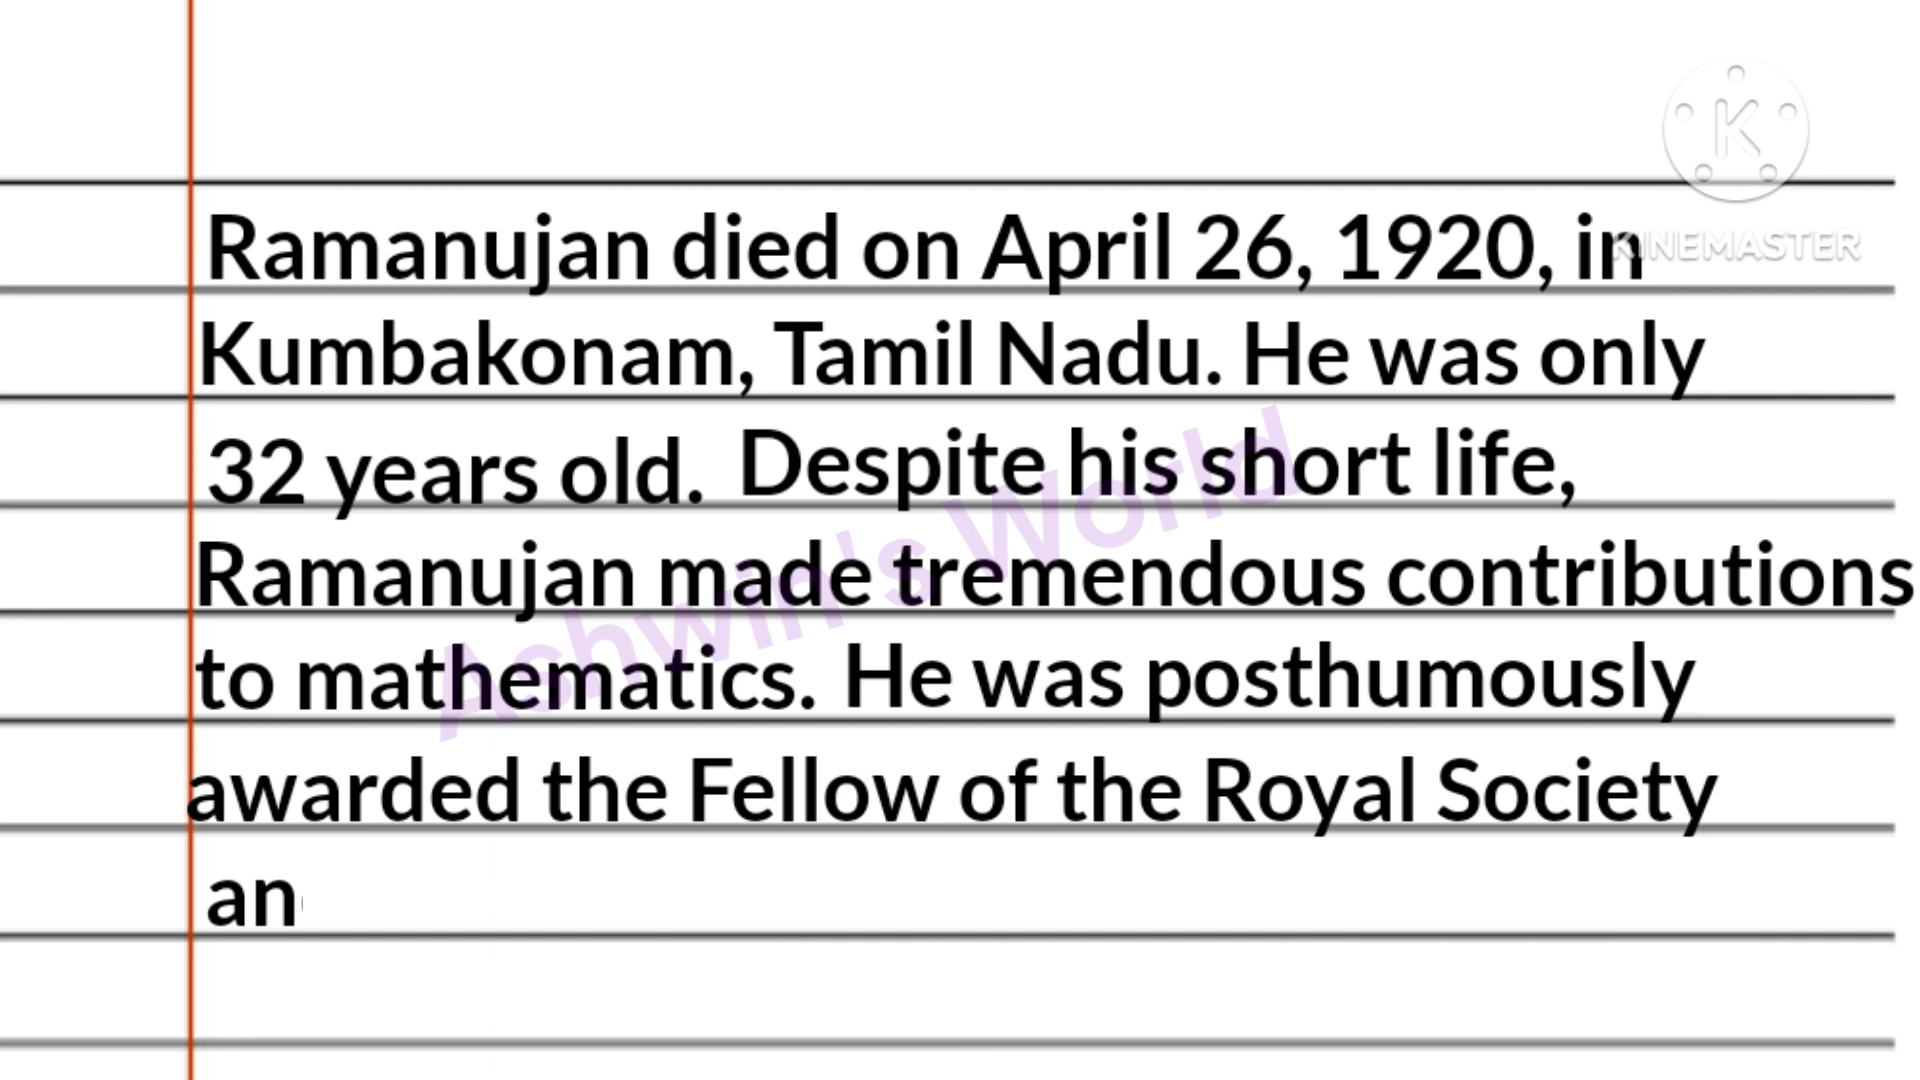 KINEMASTER
Ramanujan died on April 26, 1920, in
Kumbakonam, Tamil Nadu. He was only
32 years old. Despite his short life,
Ramanujan made tremendous contributions
to mathematics. He was posthumously
awarded the Fellow of the Royal Society
an
Ashwin's World